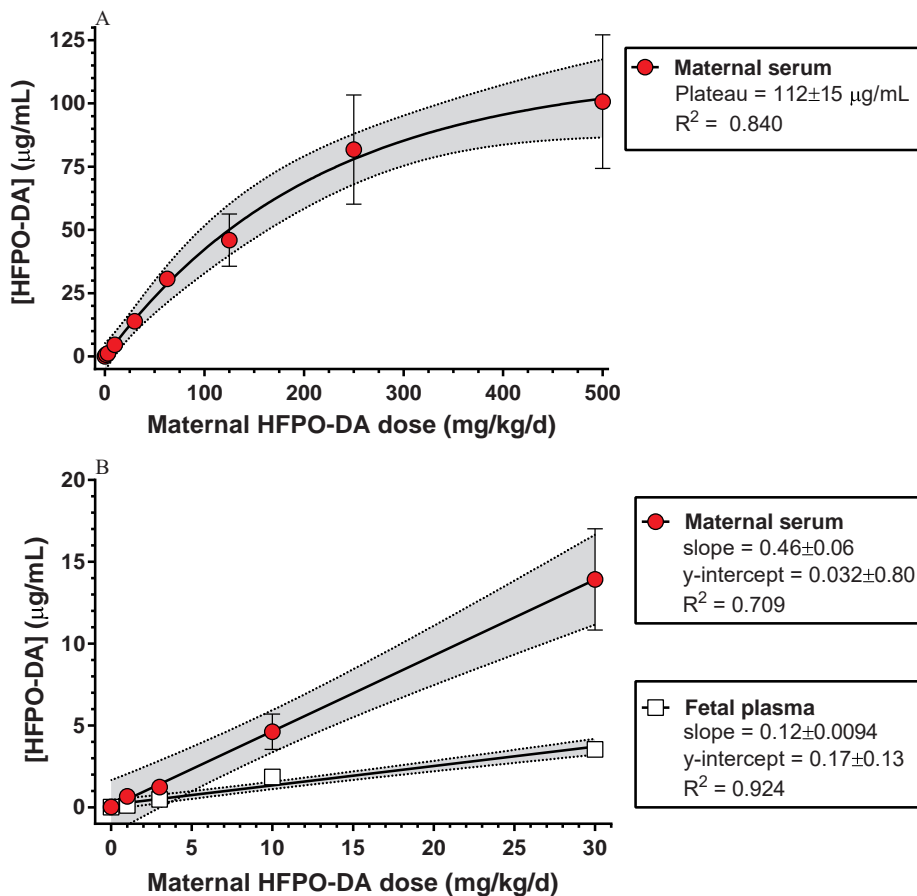 A
125
100
75
50
25
0
[HFPO-DA] (μg/mL)
0 100 200 300 400 500
Maternal HFPO-DA dose (mg/kg/d)
Maternal serum
Plateau = 112±15 μg/mL
R² = 0.840
B
20
15
10
5
0
[HFPO-DA] (μg/mL)
0 5 10 15 20 25 30
Maternal HFPO-DA dose (mg/kg/d)
Maternal serum
slope = 0.46±0.06
y-intercept = 0.032±0.80
R² = 0.709
Fetal plasma
slope = 0.12±0.0094
y-intercept = 0.17±0.13
R² = 0.924